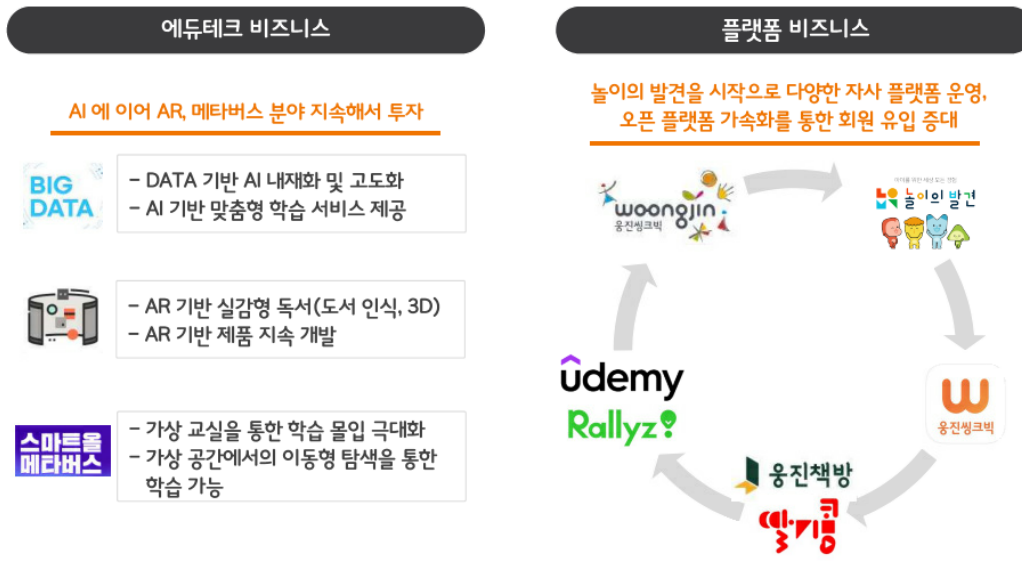 에듀테크 비즈니스
AI 에 이어 AR, 메타버스 분야 지속해서 투자
BIG
DATA
- DATA 기반 AI 내재화 및 고도화
- AI 기반 맞춤형 학습 서비스 제공
- AR 기반 실감형 독서(도서 인식, 3D)
- AR 기반 제품 지속 개발
스마트올
메타버스
- 가상 교실을 통한 학습 몰입 극대화
- 가상 공간에서의 이동형 탐색을 통한
학습 가능
플랫폼 비즈니스
놀이의 발견을 시작으로 다양한 자사 플랫폼 운영,
오픈 플랫폼 가속화를 통한 회원 유입 증대
woongjin
웅진씽크빅
놀이의 발견
웅진씽크빅
웅진책방
딸기콩
udemy
Rallyz